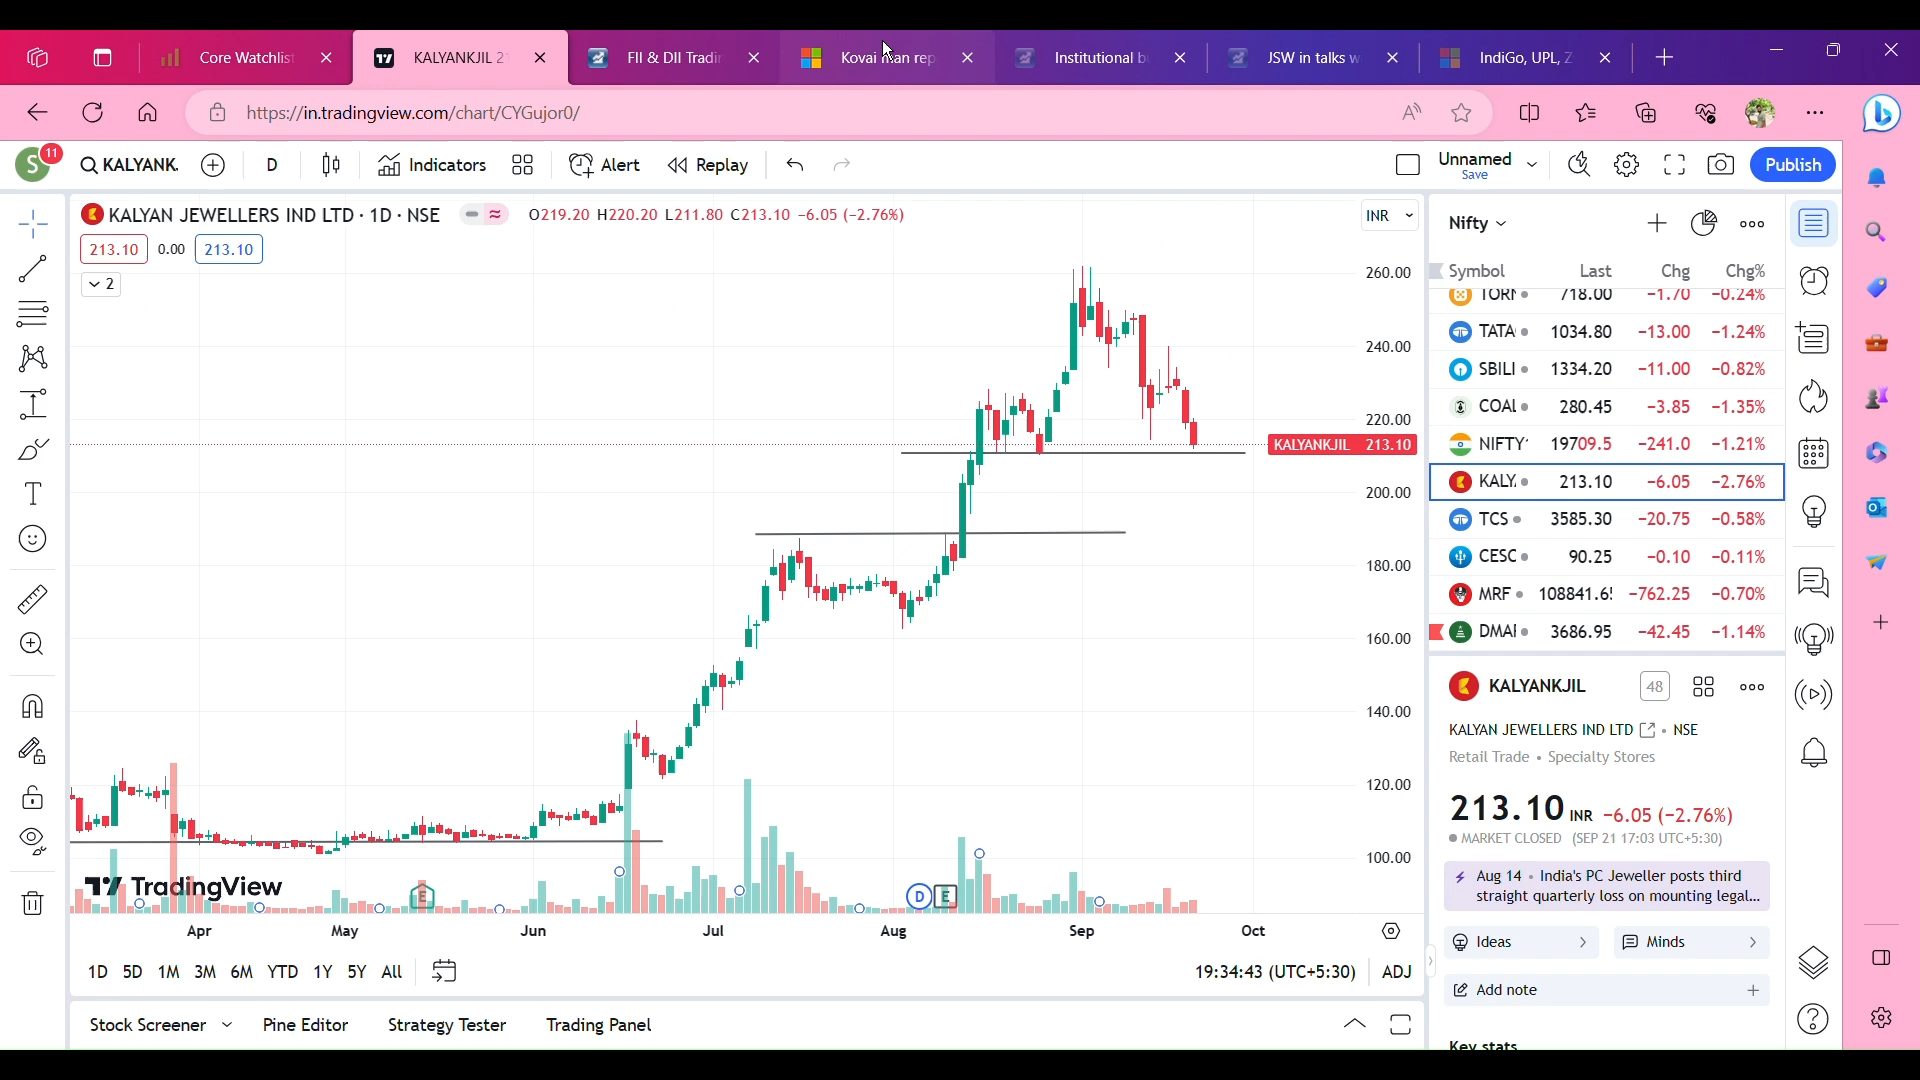 Core Watchlist
KALYANKJIL 2
FII & DII Tradin
Kovai man rep
Institutional b
JSW in talks w
IndiGo, UPL, Z
https://in.tradingview.com/chart/CYGujor0/
S 11 KALYANK. D Indicators Alert Replay Unnamed Save Publish
KALYAN JEWELLERS IND LTD · 1D · NSE O219.20 H220.20 L211.80 C213.10 -6.05 (-2.76%) INR
213.10 0.00 213.10
2
260.00
240.00
220.00
KALYANKJIL 213.10
200.00
180.00
160.00
140.00
120.00
100.00
TradingView
E D E
Apr May Jun Jul Aug Sep Oct
1D 5D 1M 3M 6M YTD 1Y 5Y All 19:34:43 (UTC+5:30) ADJ
Stock Screener Pine Editor Strategy Tester Trading Panel
Nifty
Symbol Last Chg Chg%
TORN 718.00 -1.70 -0.24%
TATA 1034.80 -13.00 -1.24%
SBILI 1334.20 -11.00 -0.82%
COAL 280.45 -3.85 -1.35%
NIFTY 19709.5 -241.0 -1.21%
KALY. 213.10 -6.05 -2.76%
TCS 3585.30 -20.75 -0.58%
CESC 90.25 -0.10 -0.11%
MRF 108841.6 -762.25 -0.70%
DMAI 3686.95 -42.45 -1.14%
KALYANKJIL 48
KALYAN JEWELLERS IND LTD · NSE
Retail Trade · Specialty Stores
213.10 INR -6.05 (-2.76%)
MARKET CLOSED (SEP 21 17:03 UTC+5:30)
Aug 14 · India's PC Jeweller posts third
straight quarterly loss on mounting legal...
Ideas Minds
Add note
Key stats